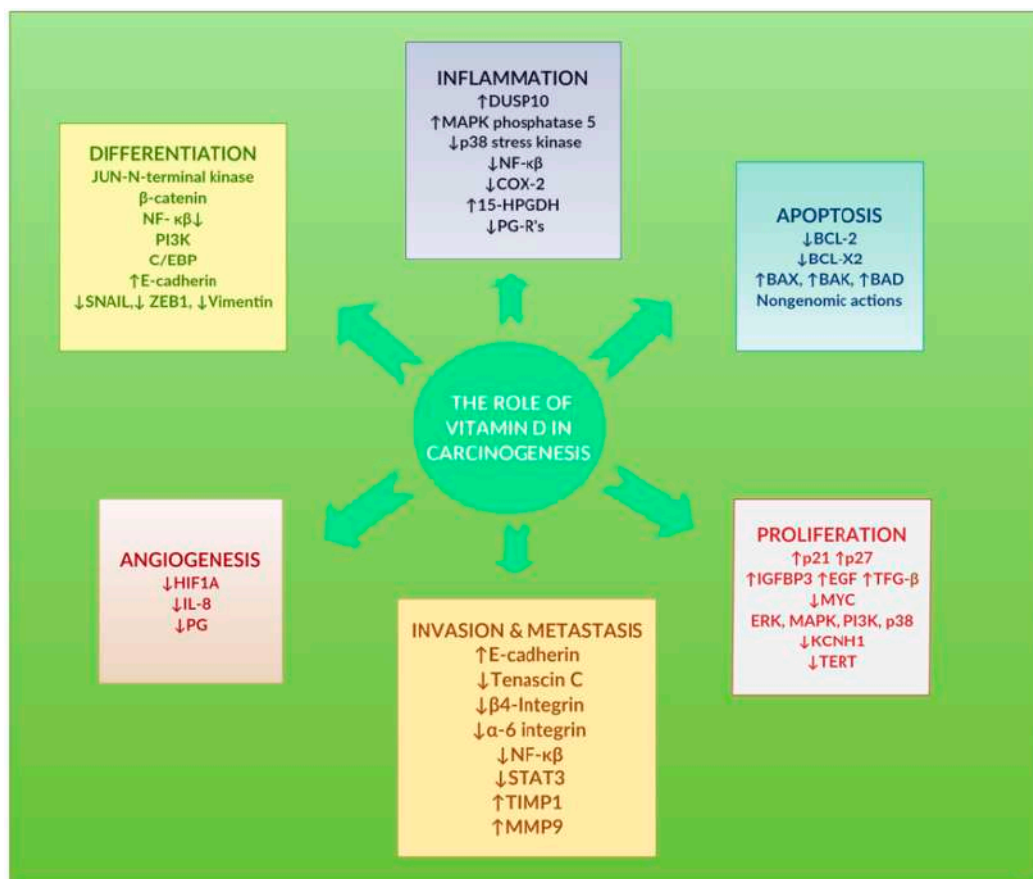 INFLAMMATION
↑DUSP10
↑MAPK phosphatase 5
↓p38 stress kinase
↓NF-κβ
↓COX-2
↑15-HPGDH
↓PG-R's
DIFFERENTIATION
JUN-N-terminal kinase
β-catenin
NF- κβ↓
PI3K
C/EBP
↑E-cadherin
↓SNAIL,↓ ZEB1, ↓Vimentin
APOPTOSIS
↓BCL-2
↓BCL-X2
↑BAX, ↑BAK, ↑BAD
Nongenomic actions
THE ROLE OF
VITAMIN D IN
CARCINOGENESIS
ANGIOGENESIS
↓HIF1A
↓IL-8
↓PG
INVASION & METASTASIS
↑E-cadherin
↓Tenascin C
↓β4-Integrin
↓α-6 integrin
↓NF-κβ
↓STAT3
↑TIMP1
↑MMP9
PROLIFERATION
↑p21 ↑p27
↑IGFBP3 ↑EGF ↑TFG-β
↓MYC
ERK, MAPK, PI3K, p38
↓KCNH1
↓TERT